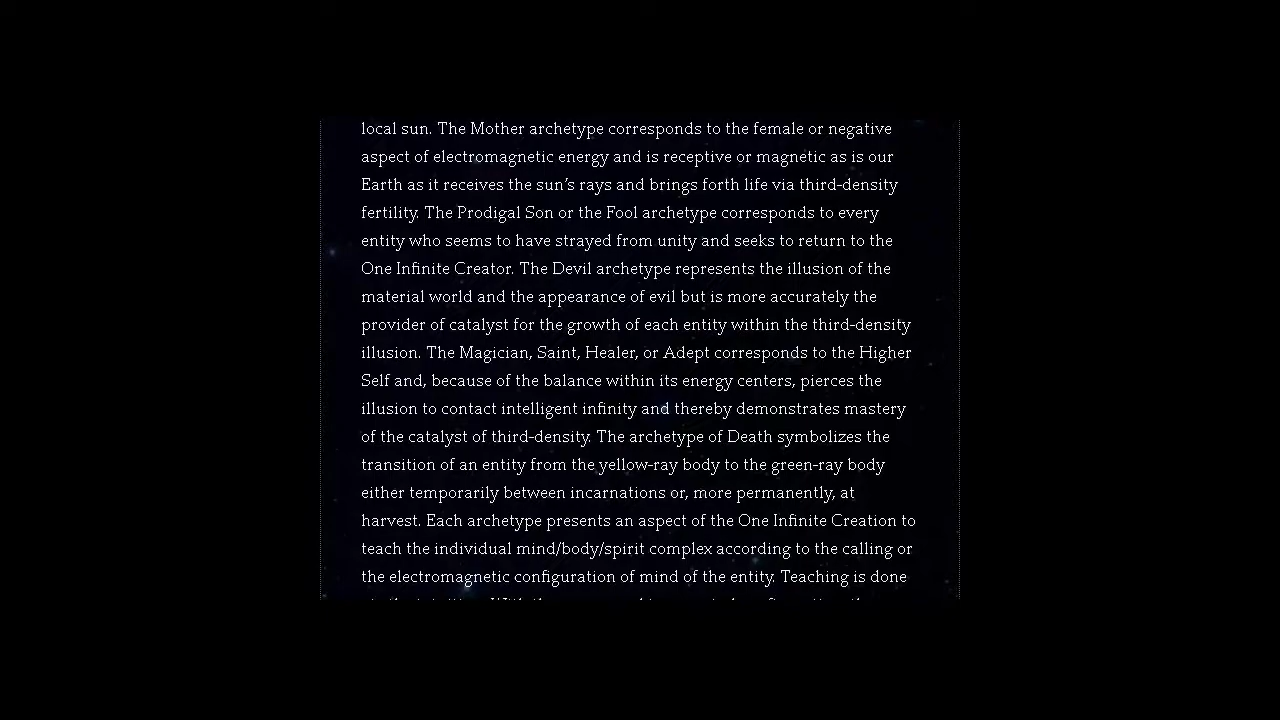 local sun. The Mother archetype corresponds to the female or negative
aspect of electromagnetic energy and is receptive or magnetic as is our
Earth as it receives the sun’s rays and brings forth life via third-density
fertility. The Prodigal Son or the Fool archetype corresponds to every
entity who seems to have strayed from unity and seeks to return to the
One Infinite Creator. The Devil archetype represents the illusion of the
material world and the appearance of evil but is more accurately the
provider of catalyst for the growth of each entity within the third-density
illusion. The Magician, Saint, Healer, or Adept corresponds to the Higher
Self and, because of the balance within its energy centers, pierces the
illusion to contact intelligent infinity and thereby demonstrates mastery
of the catalyst of third-density. The archetype of Death symbolizes the
transition of an entity from the yellow-ray body to the green-ray body
either temporarily between incarnations or, more permanently, at
harvest. Each archetype presents an aspect of the One Infinite Creation to
teach the individual mind/body/spirit complex according to the calling or
the electromagnetic configuration of mind of the entity. Teaching is done